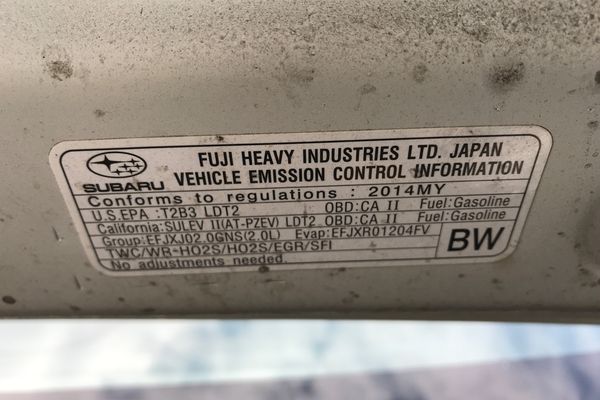 FUJI HEAVY INDUSTRIES LTD. JAPAN
SUBARU
VEHICLE EMISSION CONTROL INFORMATION
Conforms to regulations : 2014MY
U.S.EPA :T2B3 LDT2 OBD:CA II Fuel:Gasoline
California:SULEV II(AT-PZEV) LDT2 OBD:CA II Fuel:Gasoline
Group:EFJXJ02.0GNS(2.0L) Evap:EFJXR01204FV
TWC/WR-HO2S/HO2S/EGR/SFI
No adjustments needed.
BW